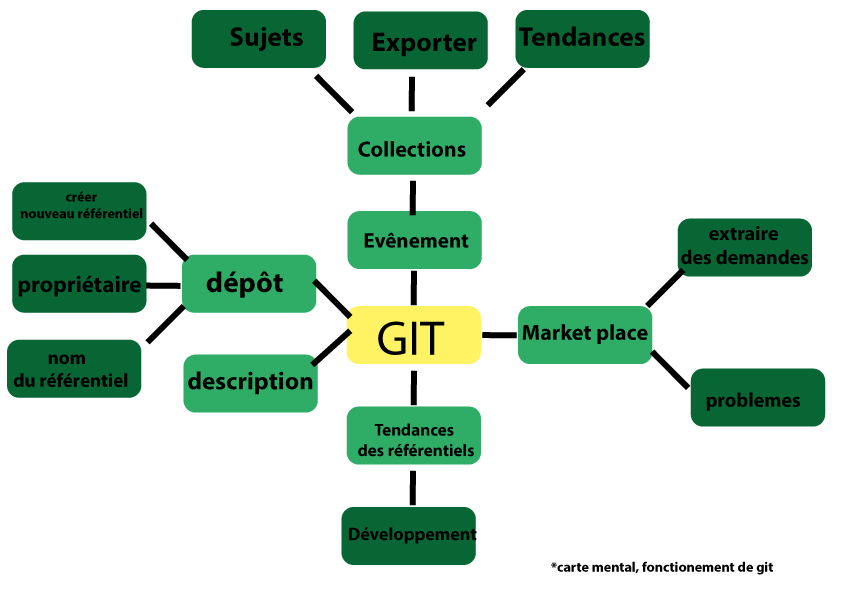 Sujets
Exporter
Tendances
Collections
créer
nouveau référentiel
Evênement
extraire
des demandes
propriétaire
dépôt
GIT
Market place
nom
du référentiel
description
problemes
Tendances
des référentiels
Développement
*carte mental, fonctionement de git